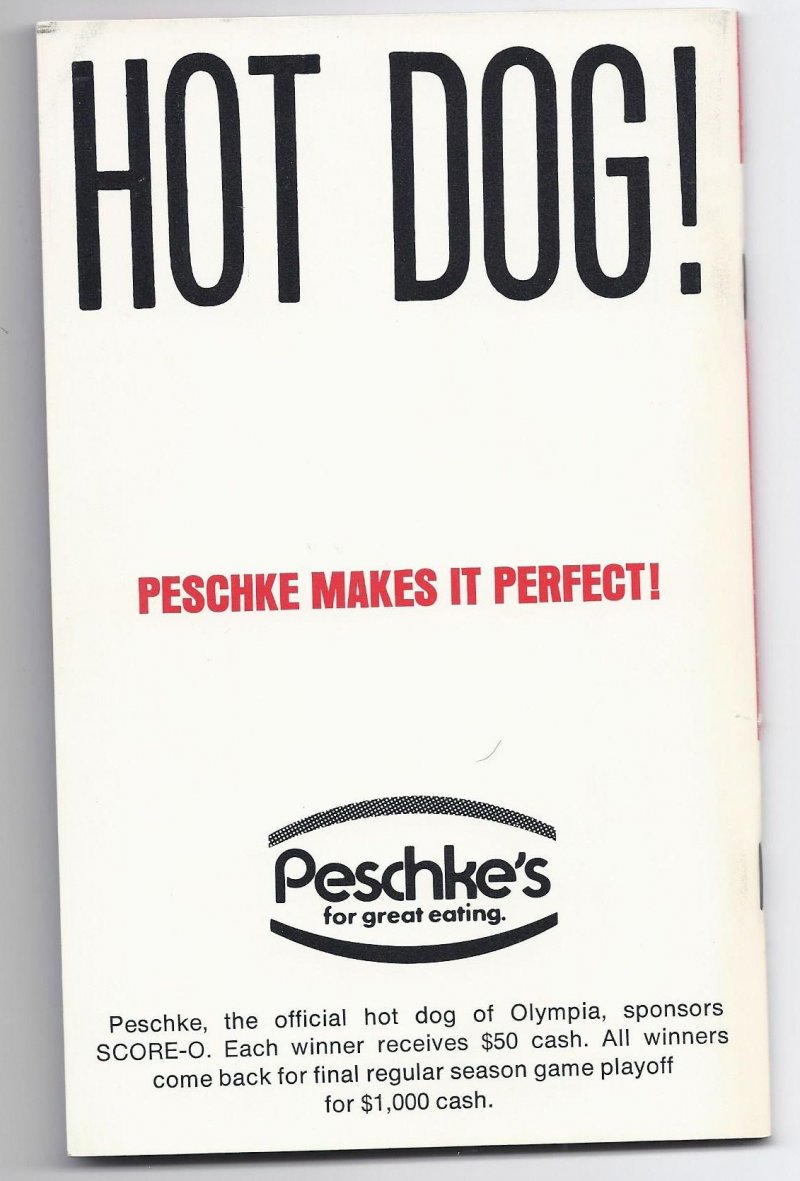 HOT DOG!
PESCHKE MAKES IT PERFECT!
Peschke's
for great eating.
Peschke, the official hot dog of Olympia, sponsors
SCORE-O. Each winner receives $50 cash. All winners
come back for final regular season game playoff
for $1,000 cash.